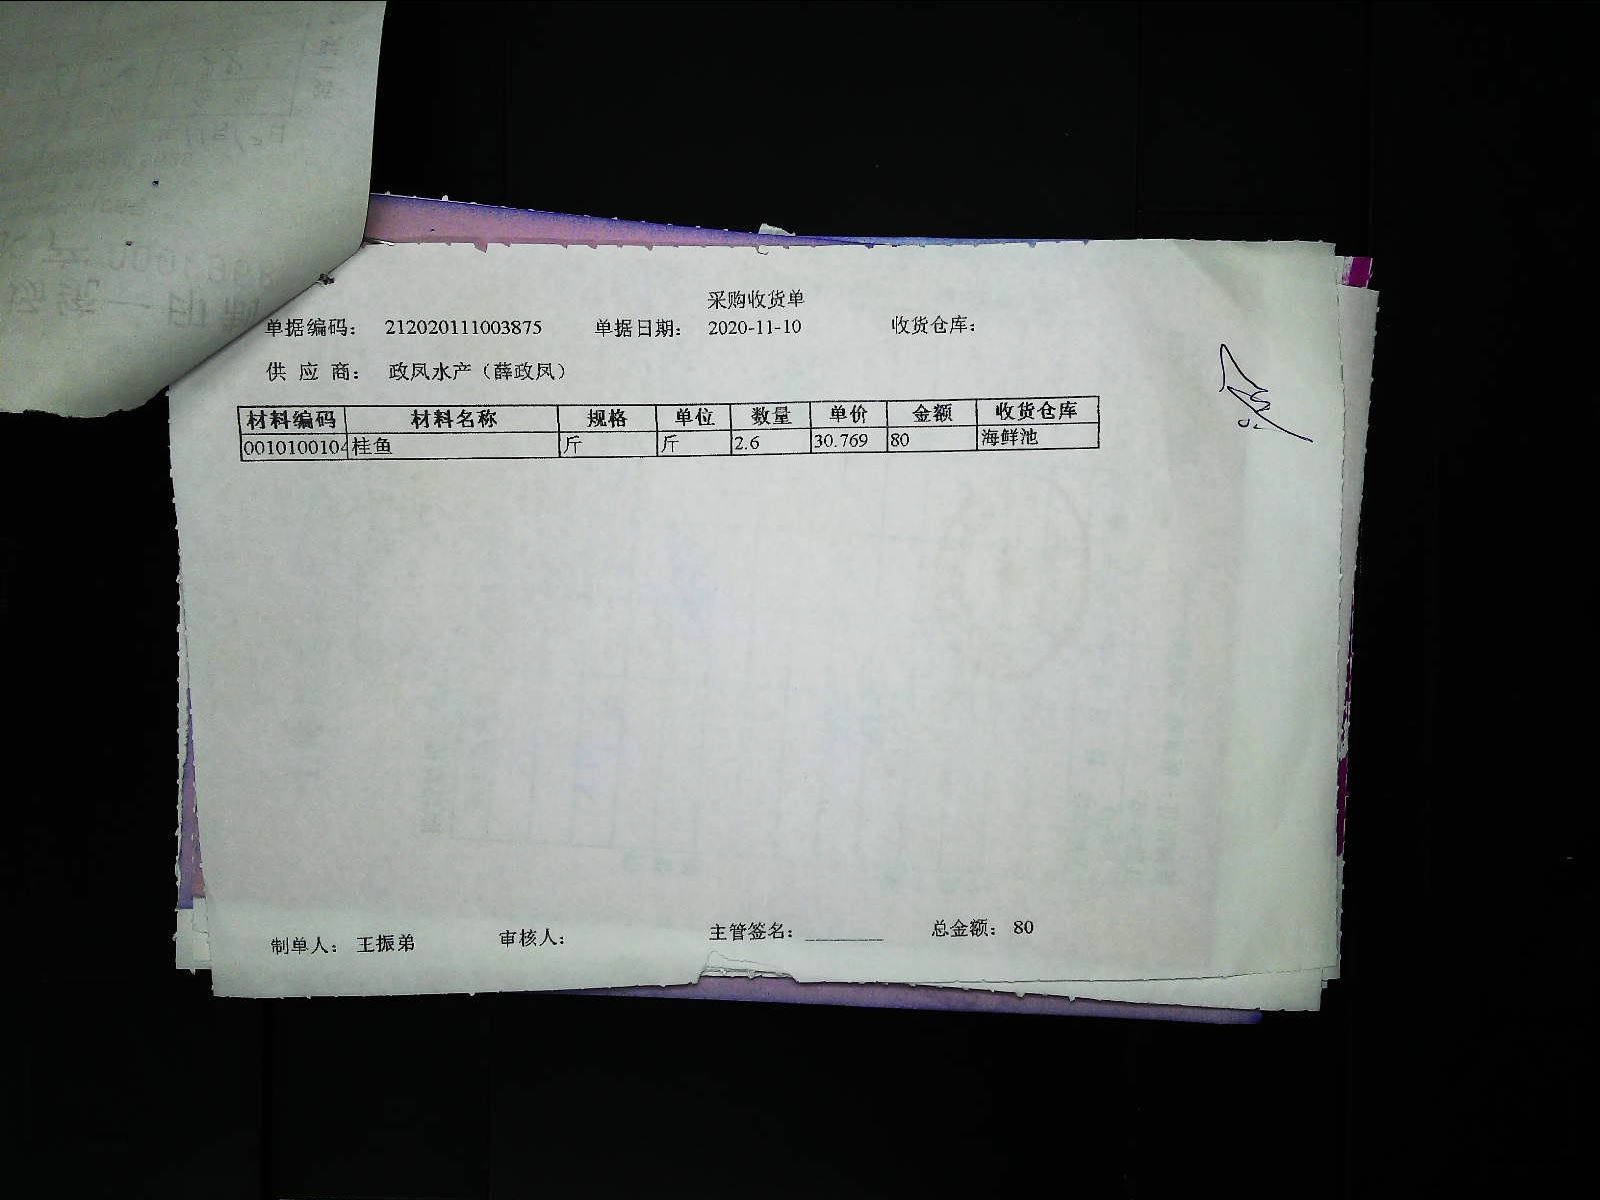 采购收货单
单据编码： 212020111003875 单据日期： 2020-11-10 收货仓库：
供 应 商： 政凤水产（薛政凤）
材料编码 材料名称 规格 单位 数量 单价 金额 收货仓库
0010100104 桂鱼 斤 斤 2.6 30.769 80 海鲜池
制单人： 王振弟 审核人： 主管签名： ________ 总金额： 80